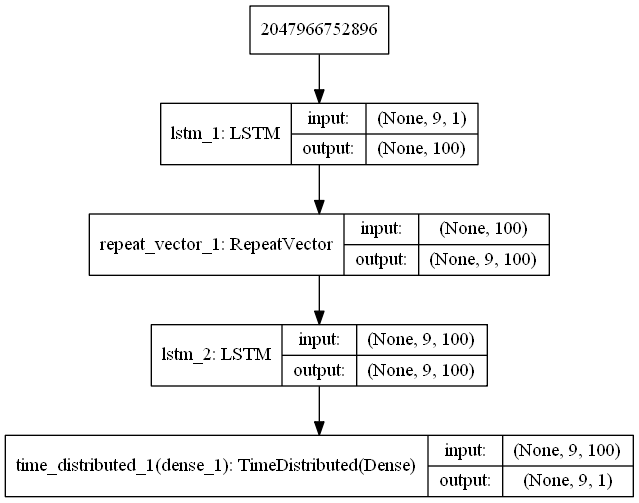 2047966752896
lstm_1: LSTM
input:
(None, 9, 1)
output:
(None, 100)
repeat_vector_1: RepeatVector
input:
(None, 100)
output:
(None, 9, 100)
lstm_2: LSTM
input:
(None, 9, 100)
output:
(None, 9, 100)
time_distributed_1(dense_1): TimeDistributed(Dense)
input:
(None, 9, 100)
output:
(None, 9, 1)